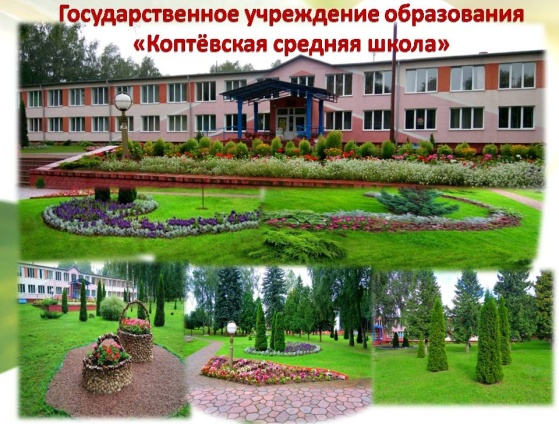 Государственное учреждение образования
«Коптёвская средняя школа»